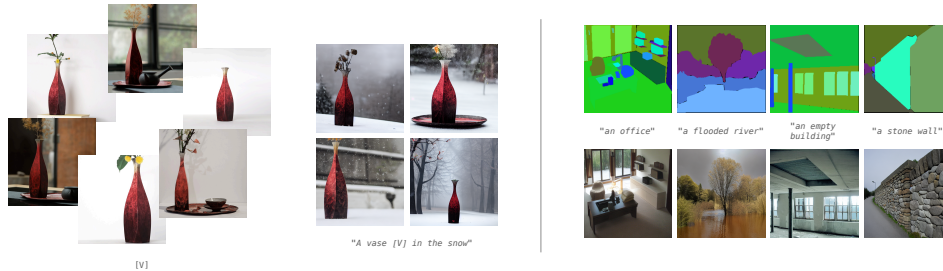 "an office"
"a flooded river"
"an empty
building"
"a stone wall"
"A vase [V] in the snow"
[V]